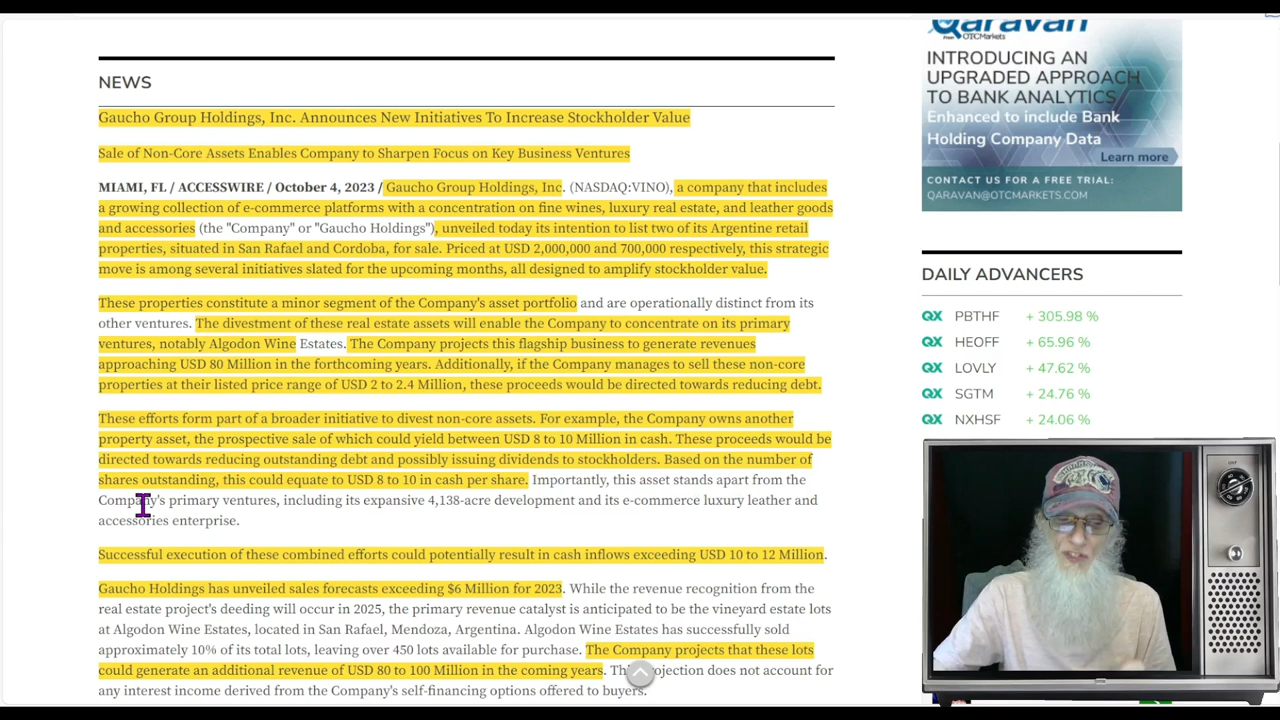 NEWS
Gaucho Group Holdings, Inc. Announces New Initiatives To Increase Stockholder Value
Sale of Non-Core Assets Enables Company to Sharpen Focus on Key Business Ventures
MIAMI, FL / ACCESSWIRE / October 4, 2023 / Gaucho Group Holdings, Inc. (NASDAQ:VINO), a company that includes
a growing collection of e-commerce platforms with a concentration on fine wines, luxury real estate, and leather goods
and accessories (the "Company" or "Gaucho Holdings"), unveiled today its intention to list two of its Argentine retail
properties, situated in San Rafael and Cordoba, for sale. Priced at USD 2,000,000 and 700,000 respectively, this strategic
move is among several initiatives slated for the upcoming months, all designed to amplify stockholder value.
These properties constitute a minor segment of the Company's asset portfolio and are operationally distinct from its
other ventures. The divestment of these real estate assets will enable the Company to concentrate on its primary
ventures, notably Algodon Wine Estates. The Company projects this flagship business to generate revenues
approaching USD 80 Million in the forthcoming years. Additionally, if the Company manages to sell these non-core
properties at their listed price range of USD 2 to 2.4 Million, these proceeds would be directed towards reducing debt.
These efforts form part of a broader initiative to divest non-core assets. For example, the Company owns another
property asset, the prospective sale of which could yield between USD 8 to 10 Million in cash. These proceeds would be
directed towards reducing outstanding debt and possibly issuing dividends to stockholders. Based on the number of
shares outstanding, this could equate to USD 8 to 10 in cash per share. Importantly, this asset stands apart from the
Company's primary ventures, including its expansive 4,138-acre development and its e-commerce luxury leather and
accessories enterprise.
Successful execution of these combined efforts could potentially result in cash inflows exceeding USD 10 to 12 Million.
Gaucho Holdings has unveiled sales forecasts exceeding $6 Million for 2023. While the revenue recognition from the
real estate project's deeding will occur in 2025, the primary revenue catalyst is anticipated to be the vineyard estate lots
at Algodon Wine Estates, located in San Rafael, Mendoza, Argentina. Algodon Wine Estates has successfully sold
approximately 10% of its total lots, leaving over 450 lots available for purchase. The Company projects that these lots
could generate an additional revenue of USD 80 to 100 Million in the coming years. This projection does not account for
any interest income derived from the Company's self-financing options offered to buyers.
Qaravan
OTCMarkets
INTRODUCING AN
UPGRADED APPROACH
TO BANK ANALYTICS
Enhanced to include Bank
Holding Company Data
Learn more
CONTACT US FOR A FREE TRIAL:
QARAVAN@OTCMARKETS.COM
DAILY ADVANCERS
QX PBTHF + 305.98 %
QX HEOFF + 65.96 %
QX LOVLY + 47.62 %
QX SGTM + 24.76 %
QX NXHSF + 24.06 %